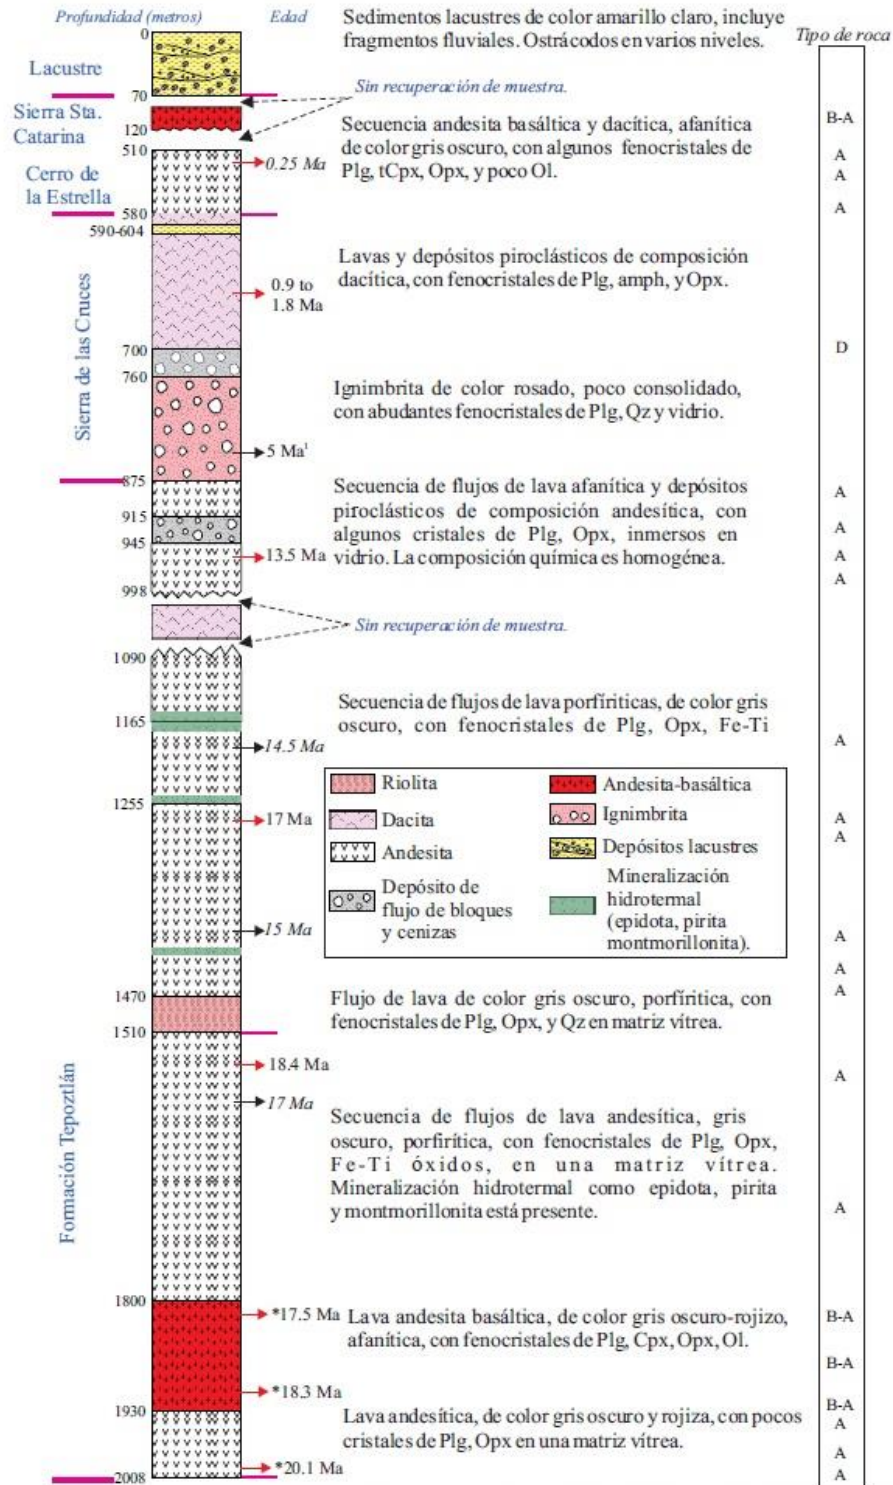 Profundidad (metros)
Edad
Tipo de roca
0
Sedimentos lacustres de color amarillo claro, incluye
fragmentos fluviales. Ostrácodos en varios niveles.
Lacustre
70
Sin recuperación de muestra.
Sierra Sta.
Catarina
120
B-A
510
Secuencia andesita basáltica y dacítica, afanítica
de color gris oscuro, con algunos fenocristales de
Plg, tCpx, Opx, y poco Ol.
0.25 Ma
A
A
Cerro de
la Estrella
580
A
590-604
Lavas y depósitos piroclásticos de composición
dacítica, con fenocristales de Plg, amph, y Opx.
0.9 to
1.8 Ma
Sierra de las Cruces
700
D
760
Ignimbrita de color rosado, poco consolidado,
con abudantes fenocristales de Plg, Qz y vidrio.
5 Ma¹
875
Secuencia de flujos de lava afanítica y depósitos
piroclásticos de composición andesítica, con
algunos cristales de Plg, Opx, inmersos en
vidrio. La composición química es homogénea.
A
915
A
945
13.5 Ma
A
A
998
Sin recuperación de muestra.
1090
Secuencia de flujos de lava porfiríticas, de color gris
oscuro, con fenocristales de Plg, Opx, Fe-Ti
1165
14.5 Ma
A
Riolita
Dacita
Andesita
Depósito de
flujo de bloques
y cenizas
Andesita-basáltica
Ignimbrita
Depósitos lacustres
Mineralización
hidrotermal
(epidota, pirita
montmorillonita).
1255
17 Ma
A
A
15 Ma
A
A
1470
A
Flujo de lava de color gris oscuro, porfirítica, con
fenocristales de Plg, Opx, y Qz en matriz vítrea.
1510
18.4 Ma
A
17 Ma
Formación Tepoztlán
Secuencia de flujos de lava andesítica, gris
oscuro, porfirítica, con fenocristales de Plg, Opx,
Fe-Ti óxidos, en una matriz vítrea.
Mineralización hidrotermal como epidota, pirita
y montmorillonita está presente.
A
1800
*17.5 Ma
Lava andesita basáltica, de color gris oscuro-rojizo,
afanítica, con fenocristales de Plg, Cpx, Opx, Ol.
B-A
B-A
*18.3 Ma
B-A
1930
Lava andesítica, de color gris oscuro y rojiza, con pocos
cristales de Plg, Opx en una matriz vítrea.
A
A
*20.1 Ma
2008
A